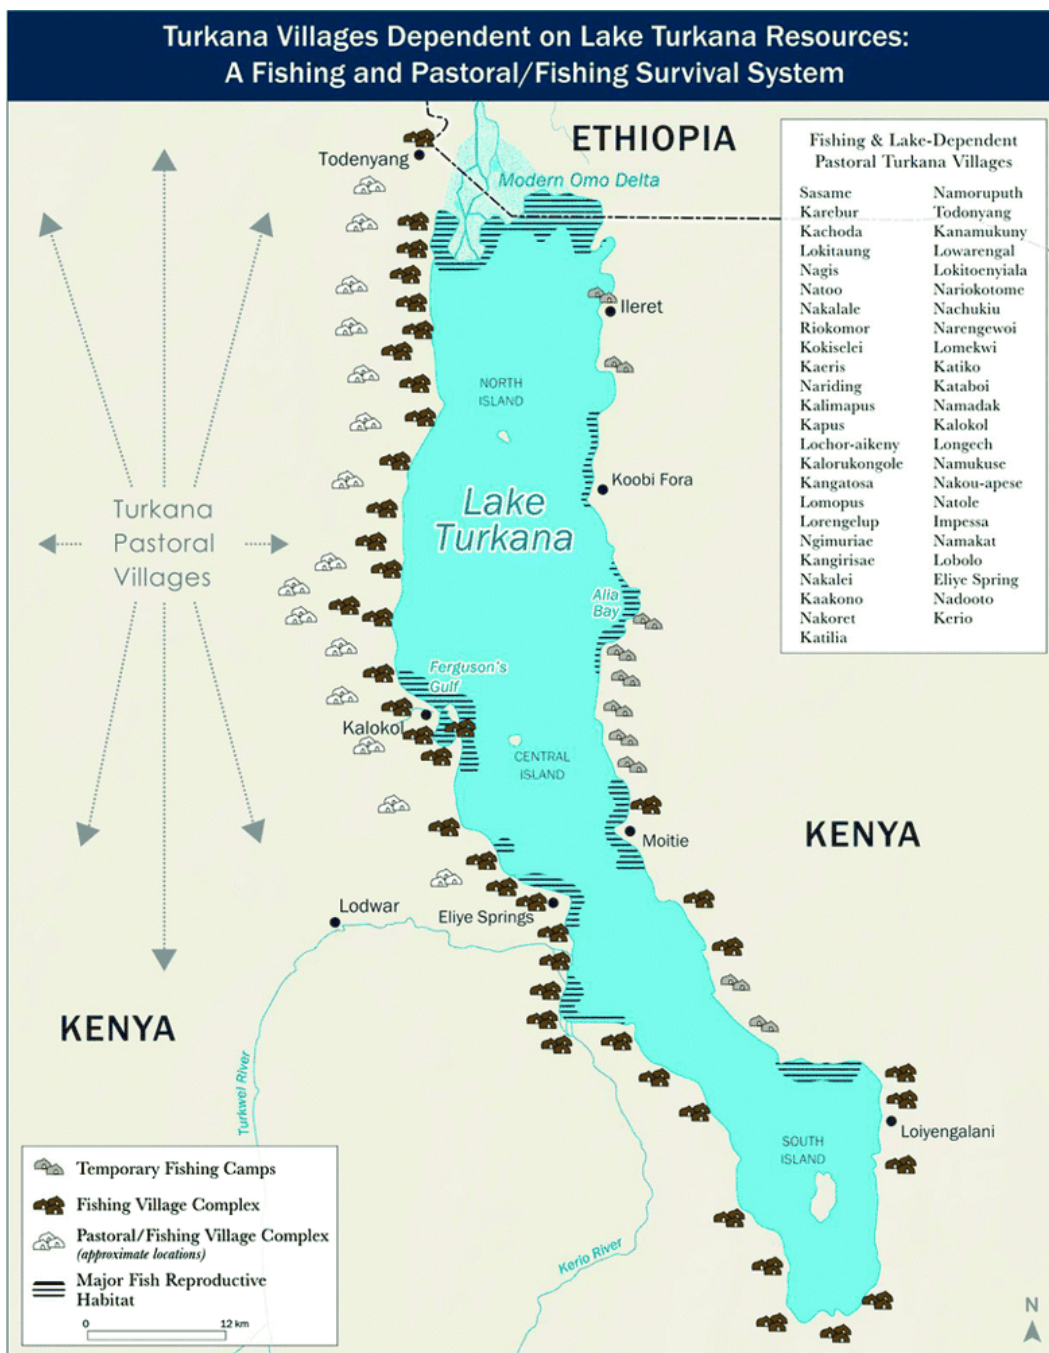 Turkana Villages Dependent on Lake Turkana Resources:
A Fishing and Pastoral/Fishing Survival System
ETHIOPIA
Todenyang
Modern Omo Delta
Fishing & Lake-Dependent
Pastoral Turkana Villages
Sasame
Karebur
Kachoda
Lokitaung
Nagis
Natoo
Nakalale
Riokomor
Kokiselei
Kaeris
Nariding
Kalimapus
Kapus
Lochor-aikeny
Kalorukongole
Kangatosa
Lomopus
Lorengelup
Ngimuriae
Kangirisae
Nakalei
Kaakono
Nakoret
Katilia
Namoruputh
Todonyang
Kanamukuny
Lowarengal
Lokitoenyiala
Nariokotome
Nachukiu
Narengewoi
Lomekwi
Katiko
Kataboi
Namadak
Kalokol
Longech
Namukuse
Nakou-apese
Natole
Impessa
Namakat
Lobolo
Eliye Spring
Nadooto
Kerio
Ileret
NORTH
ISLAND
Koobi Fora
Lake
Turkana
Turkana
Pastoral
Villages
Alia
Bay
Ferguson's
Gulf
Kalokol
CENTRAL
ISLAND
KENYA
Moitie
Lodwar
Eliye Springs
KENYA
Turkwel River
Loiyengalani
SOUTH
ISLAND
Kerio River
Temporary Fishing Camps
Fishing Village Complex
Pastoral/Fishing Village Complex
(approximate locations)
Major Fish Reproductive
Habitat
0 12 km
N